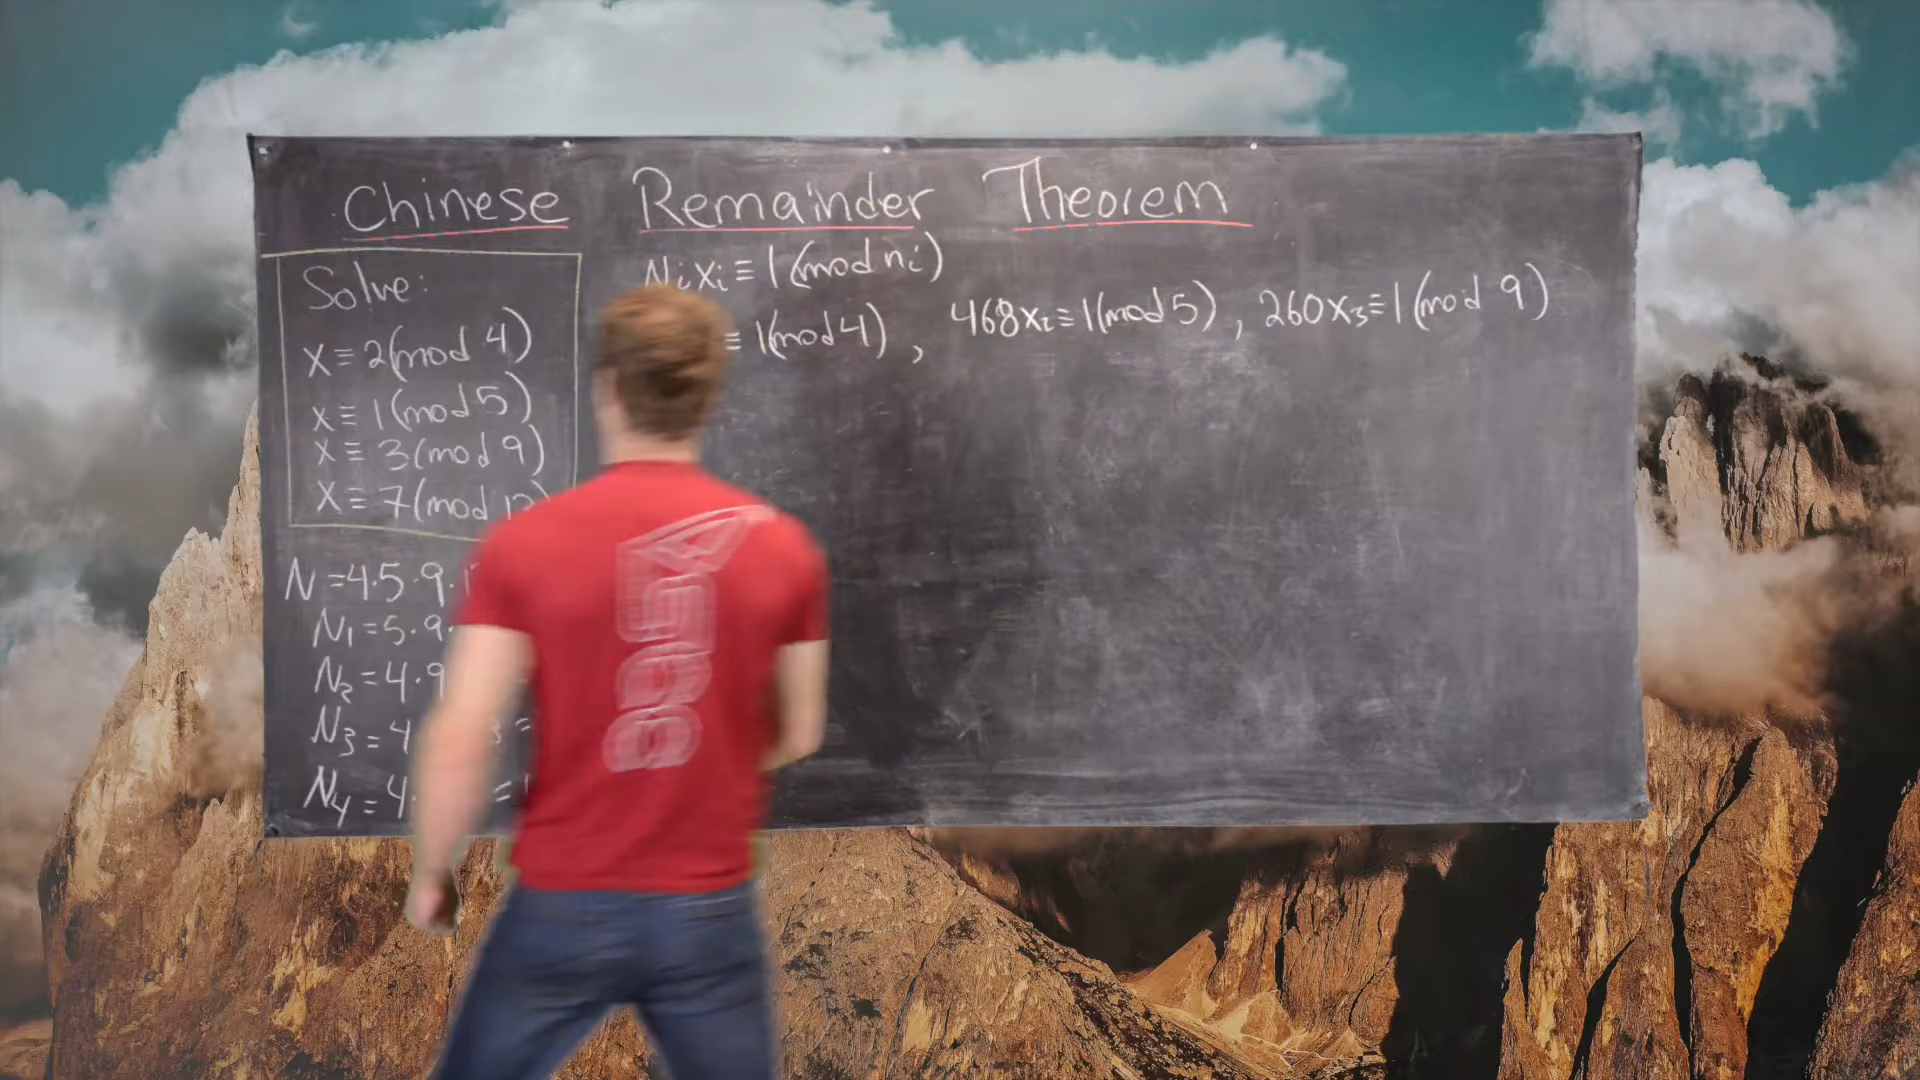 Chinese Remainder Theorem
Solve:
x ≡ 2(mod 4)
x ≡ 1(mod 5)
x ≡ 3(mod 9)
x ≡ 7(mod
N = 4·5·9·
N₁ = 5·9·
N₂ = 4·9
N₃ = 4 =
N₄ = 4· =
Nᵢxᵢ ≡ 1(mod nᵢ)
≡ 1(mod 4), 468x₂ ≡ 1(mod 5), 260x₃ ≡ 1(mod 9)